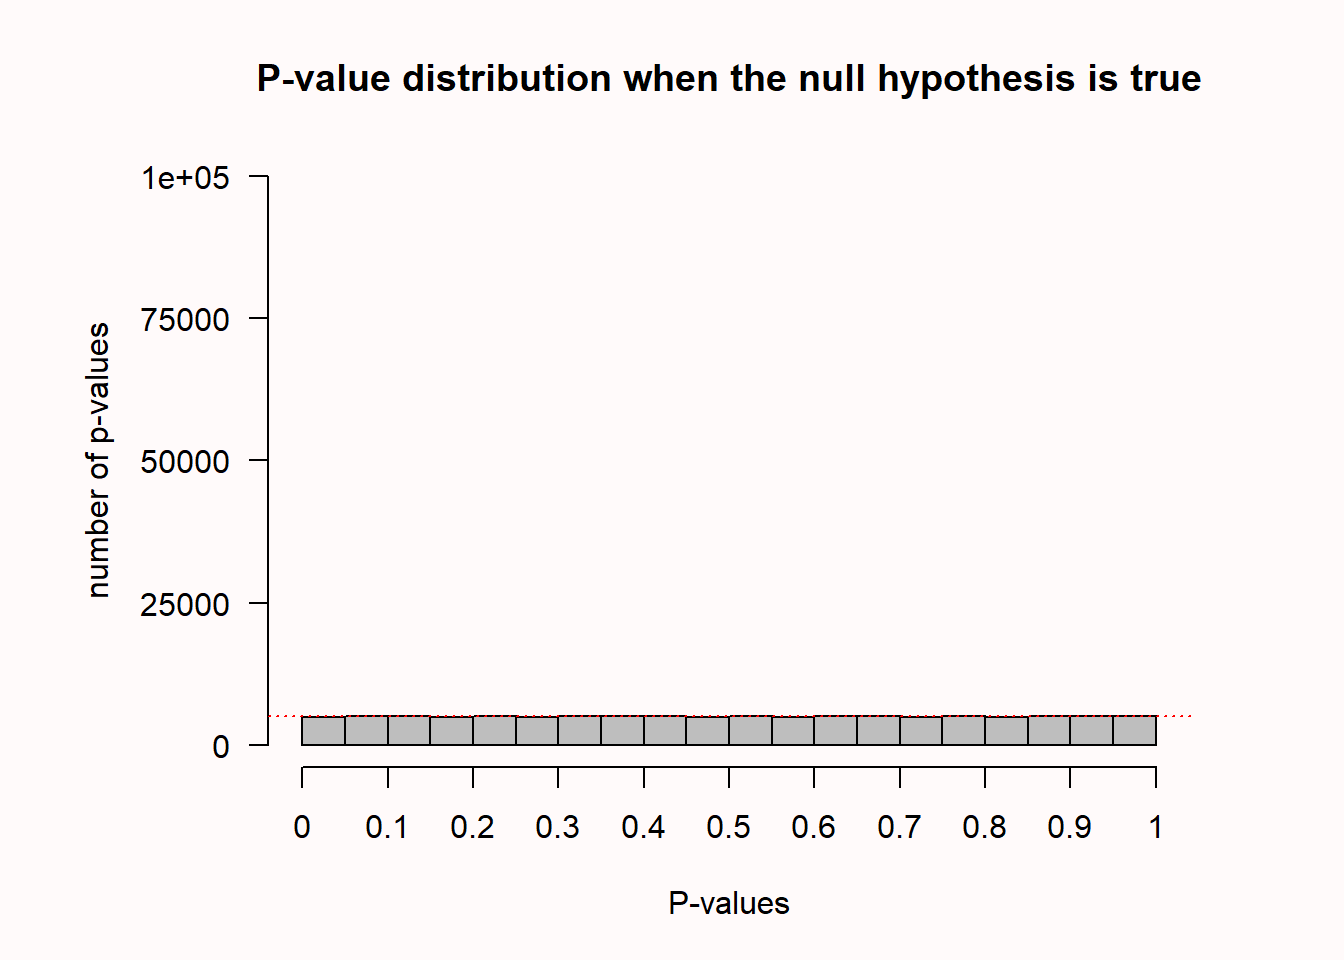 P-value distribution when the null hypothesis is true
1e+05
75000
50000
25000
0
number of p-values
0 0.1 0.2 0.3 0.4 0.5 0.6 0.7 0.8 0.9 1
P-values